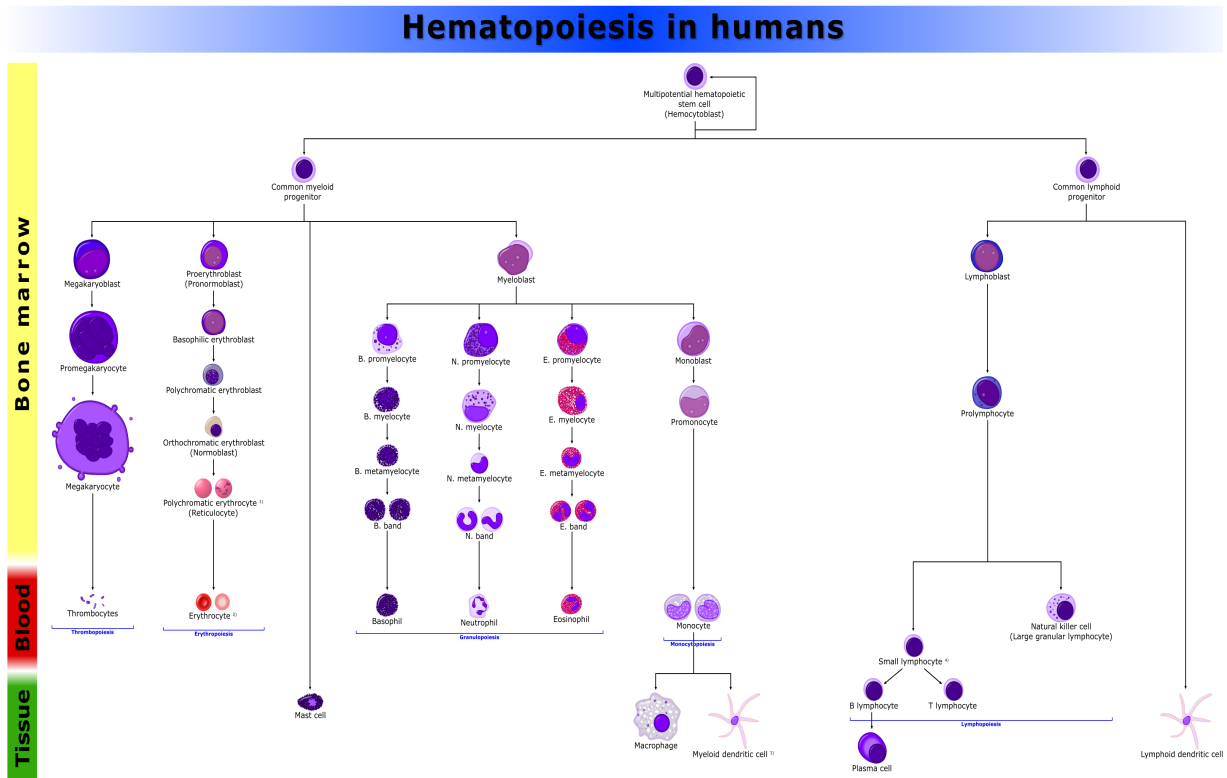 Hematopoiesis in humans
Bone marrow
Blood
Tissue
Multipotential hematopoietic
stem cell
(Hemocytoblast)
Common myeloid
progenitor
Common lymphoid
progenitor
Megakaryoblast
Proerythroblast
(Pronormoblast)
Myeloblast
Lymphoblast
Promegakaryocyte
Basophilic erythroblast
B. promyelocyte
N. promyelocyte
E. promyelocyte
Monoblast
Polychromatic erythroblast
B. myelocyte
N. myelocyte
E. myelocyte
Promonocyte
Prolymphocyte
Megakaryocyte
Orthochromatic erythroblast
(Normoblast)
B. metamyelocyte
N. metamyelocyte
E. metamyelocyte
Polychromatic erythrocyte 1)
(Reticulocyte)
B. band
N. band
E. band
Thrombocytes
Erythrocyte 2)
Basophil
Neutrophil
Eosinophil
Monocyte
Natural killer cell
(Large granular lymphocyte)
Thrombopoiesis
Erythropoiesis
Granulopoiesis
Monocytopoiesis
Small lymphocyte 4)
Mast cell
B lymphocyte
T lymphocyte
Lymphopoiesis
Macrophage
Myeloid dendritic cell 3)
Plasma cell
Lymphoid dendritic cell